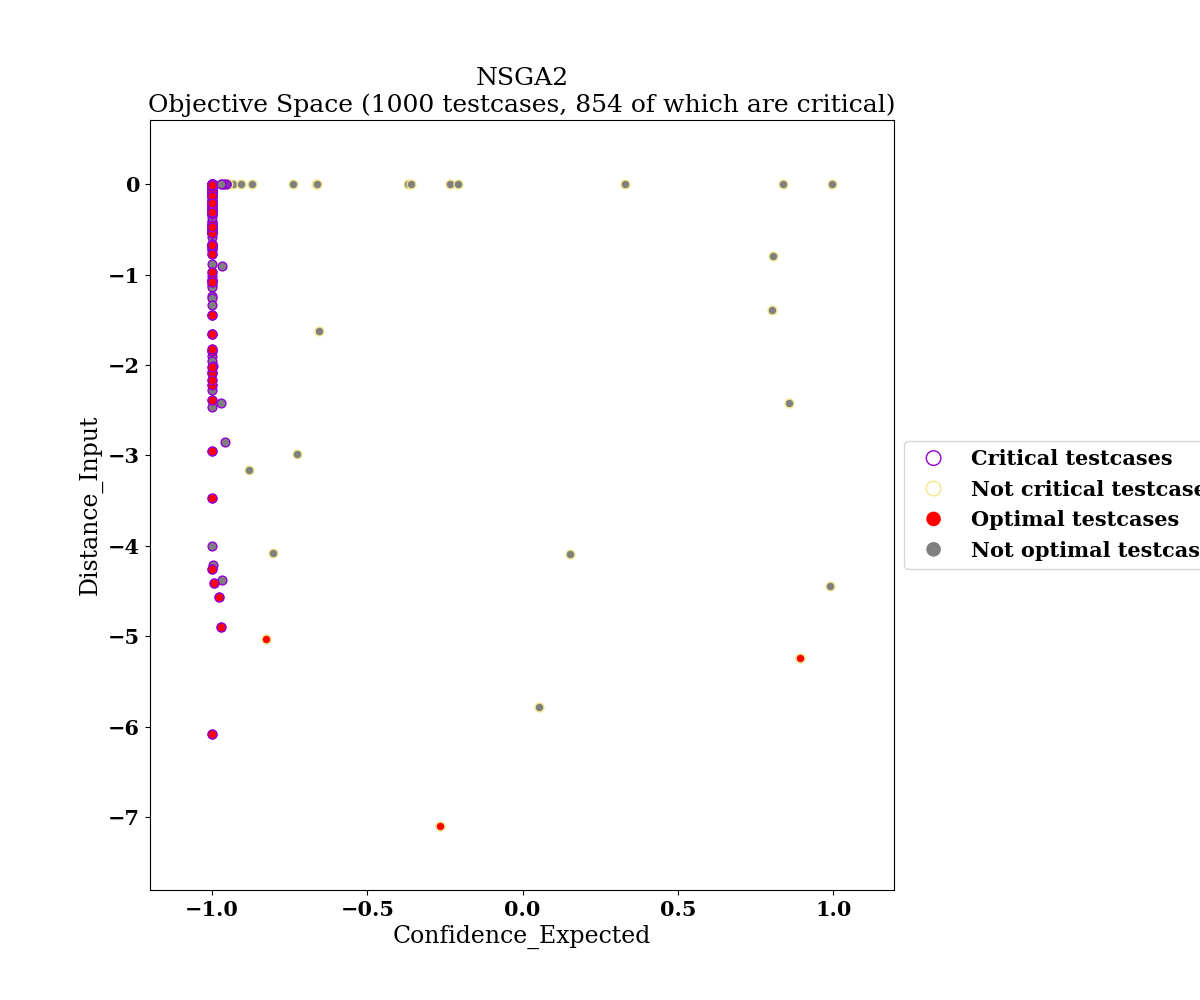 NSGA2
Objective Space (1000 testcases, 854 of which are critical)
0
−1
−2
−3
−4
−5
−6
−7
Distance_Input
−1.0
−0.5
0.0
0.5
1.0
Confidence_Expected
Critical testcases
Not critical testcase
Optimal testcases
Not optimal testcas